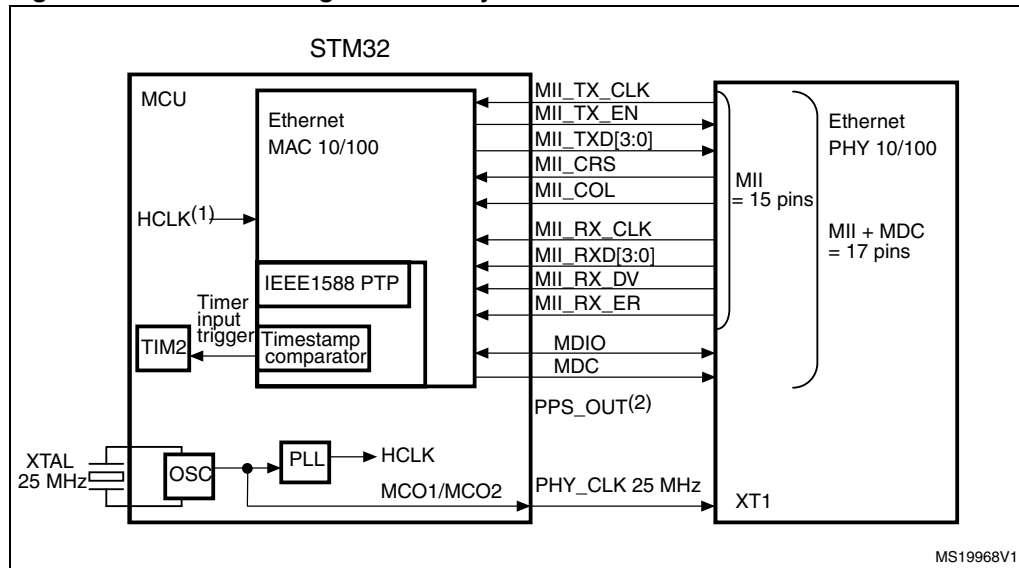 STM32
MCU
Ethernet
MAC 10/100
HCLK(1)
IEEE1588 PTP
Timer
input
trigger
Timestamp
comparator
TIM2
XTAL
25 MHz
OSC
PLL
HCLK
MCO1/MCO2
MII_TX_CLK
MII_TX_EN
MII_TXD[3:0]
MII_CRS
MII_COL
MII_RX_CLK
MII_RXD[3:0]
MII_RX_DV
MII_RX_ER
MDIO
MDC
PPS_OUT(2)
PHY_CLK 25 MHz
MII
= 15 pins
Ethernet
PHY 10/100
MII + MDC
= 17 pins
XT1
MS19968V1